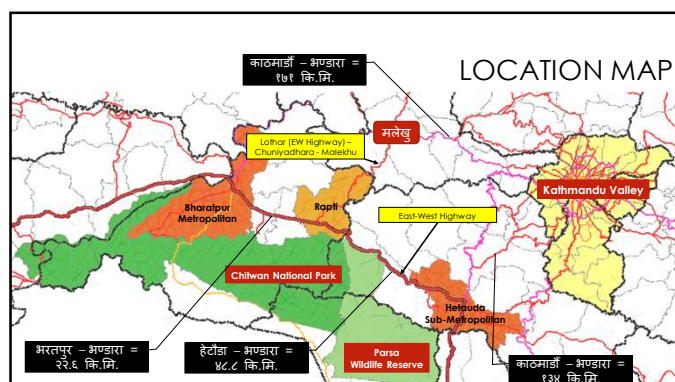 काठमाडौँ – भण्डारा =
१७१ कि.मि.
LOCATION MAP
मलेखु
Lothar (EW Highway) –
Chuniyadhara - Malekhu
Kathmandu Valley
Bharatpur
Metropolitan
Rapti
East-West Highway
Chitwan National Park
Hetauda
Sub-Metropolitan
भरतपुर – भण्डारा =
२२.६ कि.मि.
हेटौडा – भण्डारा =
४८.८ कि.मि.
Parsa
Wildlife Reserve
काठमाडौँ – भण्डारा =
१३४ कि.मि.